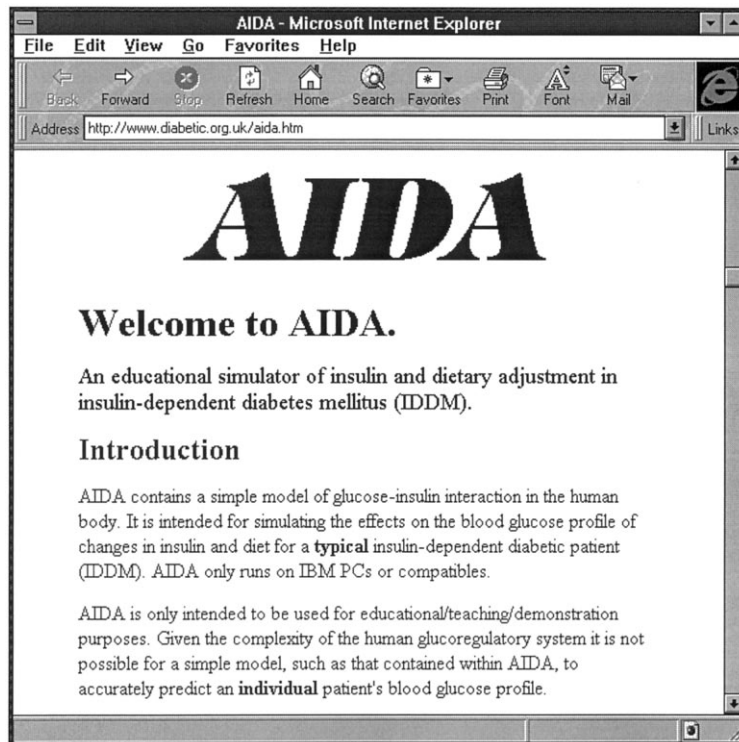 AIDA - Microsoft Internet Explorer
File Edit View Go Favorites Help
Back Forward Stop Refresh Home Search Favorites Print Font Mail
Address http://www.diabetic.org.uk/aida.htm Links
AIDA
Welcome to AIDA.
An educational simulator of insulin and dietary adjustment in
insulin-dependent diabetes mellitus (IDDM).
Introduction
AIDA contains a simple model of glucose-insulin interaction in the human
body. It is intended for simulating the effects on the blood glucose profile of
changes in insulin and diet for a typical insulin-dependent diabetic patient
(IDDM). AIDA only runs on IBM PCs or compatibles.
AIDA is only intended to be used for educational/teaching/demonstration
purposes. Given the complexity of the human glucoregulatory system it is not
possible for a simple model, such as that contained within AIDA, to
accurately predict an individual patient's blood glucose profile.